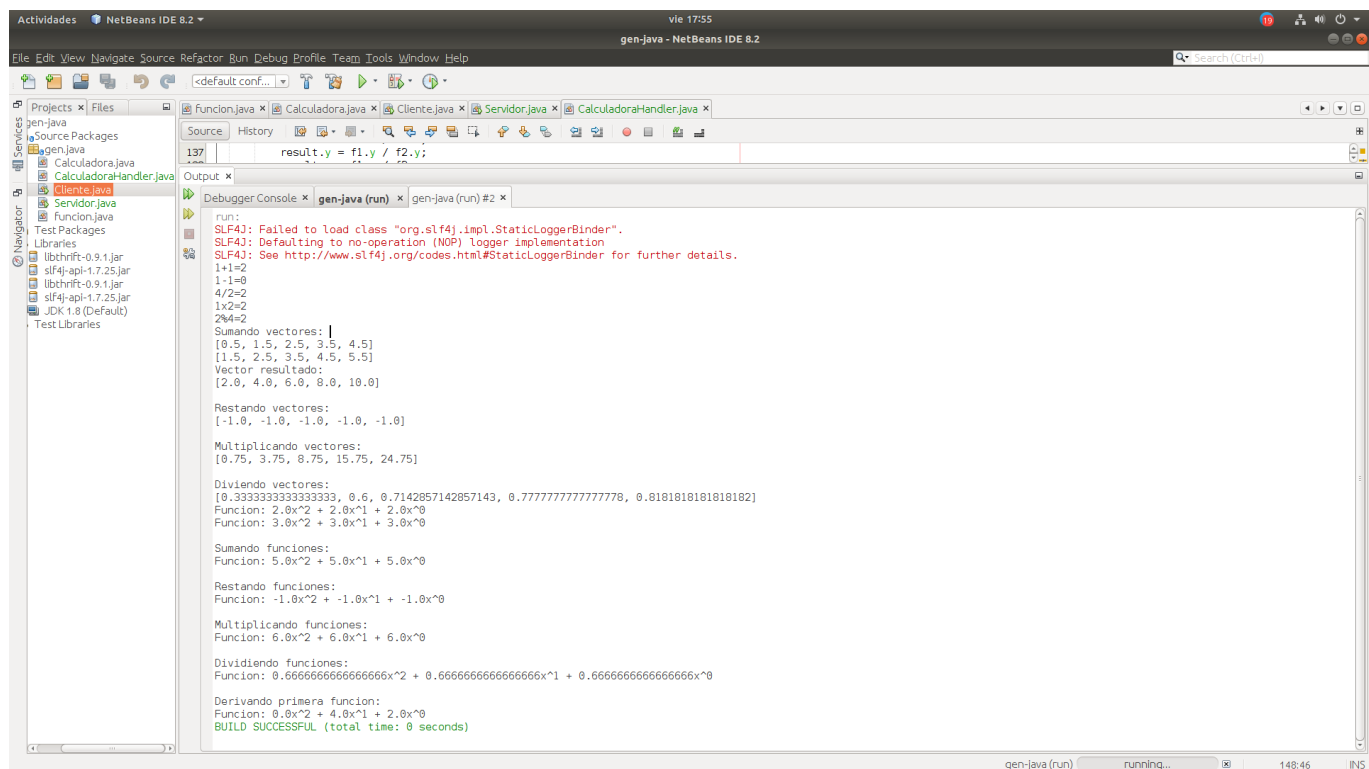 Actividades NetBeans IDE 8.2 vie 17:55 19
gen-java - NetBeans IDE 8.2
File Edit View Navigate Source Refactor Run Debug Profile Team Tools Window Help Search (Ctrl+I)
<default conf...
Projects Files
funcion.java Calculadora.java Cliente.java Servidor.java CalculadoraHandler.java
Services
Navigator
gen-java
Source Packages
gen.java
Calculadora.java
CalculadoraHandler.java
Cliente.java
Servidor.java
funcion.java
Test Packages
Libraries
libthrift-0.9.1.jar
slf4j-api-1.7.25.jar
libthrift-0.9.1.jar
slf4j-api-1.7.25.jar
JDK 1.8 (Default)
Test Libraries
Source History
137 result.y = f1.y / f2.y;
Output
Debugger Console gen-java (run) gen-java (run) #2
run:
SLF4J: Failed to load class "org.slf4j.impl.StaticLoggerBinder".
SLF4J: Defaulting to no-operation (NOP) logger implementation
SLF4J: See http://www.slf4j.org/codes.html#StaticLoggerBinder for further details.
1+1=2
1-1=0
4/2=2
1x2=2
2%4=2
Sumando vectores:
[0.5, 1.5, 2.5, 3.5, 4.5]
[1.5, 2.5, 3.5, 4.5, 5.5]
Vector resultado:
[2.0, 4.0, 6.0, 8.0, 10.0]
Restando vectores:
[-1.0, -1.0, -1.0, -1.0, -1.0]
Multiplicando vectores:
[0.75, 3.75, 8.75, 15.75, 24.75]
Diviendo vectores:
[0.3333333333333333, 0.6, 0.7142857142857143, 0.7777777777777778, 0.8181818181818182]
Funcion: 2.0x^2 + 2.0x^1 + 2.0x^0
Funcion: 3.0x^2 + 3.0x^1 + 3.0x^0
Sumando funciones:
Funcion: 5.0x^2 + 5.0x^1 + 5.0x^0
Restando funciones:
Funcion: -1.0x^2 + -1.0x^1 + -1.0x^0
Multiplicando funciones:
Funcion: 6.0x^2 + 6.0x^1 + 6.0x^0
Dividiendo funciones:
Funcion: 0.6666666666666666x^2 + 0.6666666666666666x^1 + 0.6666666666666666x^0
Derivando primera funcion:
Funcion: 0.0x^2 + 4.0x^1 + 2.0x^0
BUILD SUCCESSFUL (total time: 0 seconds)
gen-java (run) running... 148:46 INS